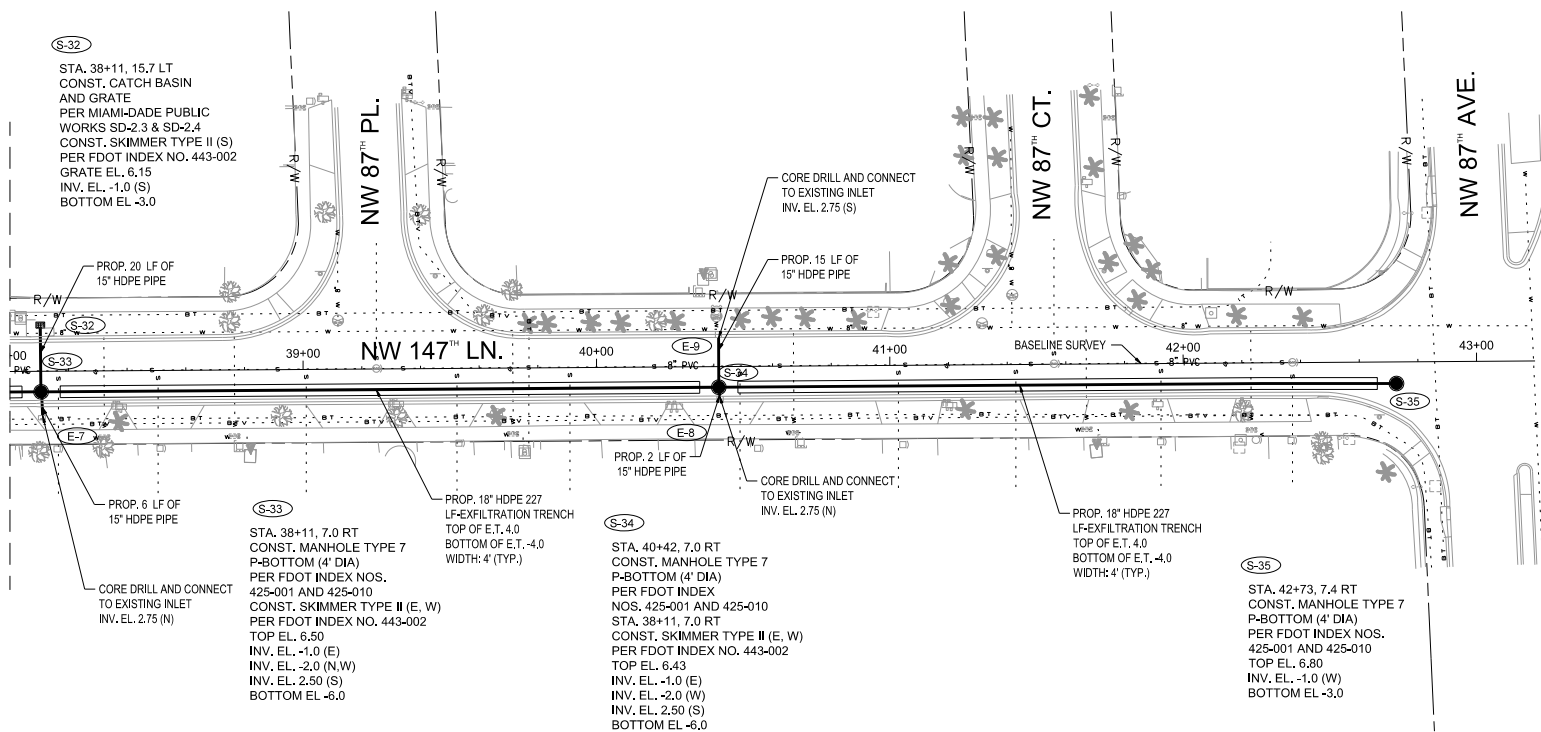 S-32
STA. 38+11, 15.7 LT
CONST. CATCH BASIN
AND GRATE
PER MIAMI-DADE PUBLIC
WORKS SD-2.3 & SD-2.4
CONST. SKIMMER TYPE II (S)
PER FDOT INDEX NO. 443-002
GRATE EL. 6.15
INV. EL. -1.0 (S)
BOTTOM EL -3.0
NW 87TH PL.
NW 87TH CT.
NW 87TH AVE.
R/W
R/W
R/W
R/W
R/W
CORE DRILL AND CONNECT
TO EXISTING INLET
INV. EL. 2.75 (S)
PROP. 20 LF OF
15" HDPE PIPE
PROP. 15 LF OF
15" HDPE PIPE
R/W
R/W
R/W
S-32
S-33
E-9
S-34
S-35
00
39+00
40+00
41+00
42+00
43+00
NW 147TH LN.
BASELINE SURVEY
PVC
8" PVC
8" PVC
E-7
E-8
R/W
PROP. 2 LF OF
15" HDPE PIPE
PROP. 6 LF OF
15" HDPE PIPE
CORE DRILL AND CONNECT
TO EXISTING INLET
INV. EL. 2.75 (N)
S-33
STA. 38+11, 7.0 RT
CONST. MANHOLE TYPE 7
P-BOTTOM (4' DIA)
PER FDOT INDEX NOS.
425-001 AND 425-010
CONST. SKIMMER TYPE II (E, W)
PER FDOT INDEX NO. 443-002
TOP EL. 6.50
INV. EL. -1.0 (E)
INV. EL. -2.0 (N,W)
INV. EL. 2.50 (S)
BOTTOM EL -6.0
PROP. 18" HDPE 227
LF-EXFILTRATION TRENCH
TOP OF E.T. 4.0
BOTTOM OF E.T. -4.0
WIDTH: 4' (TYP.)
S-34
STA. 40+42, 7.0 RT
CONST. MANHOLE TYPE 7
P-BOTTOM (4' DIA)
PER FDOT INDEX
NOS. 425-001 AND 425-010
STA. 38+11, 7.0 RT
CONST. SKIMMER TYPE II (E, W)
PER FDOT INDEX NO. 443-002
TOP EL. 6.43
INV. EL. -1.0 (E)
INV. EL. -2.0 (W)
INV. EL. 2.50 (S)
BOTTOM EL -6.0
CORE DRILL AND CONNECT
TO EXISTING INLET
INV. EL. 2.75 (N)
PROP. 18" HDPE 227
LF-EXFILTRATION TRENCH
TOP OF E.T. 4.0
BOTTOM OF E.T. -4.0
WIDTH: 4' (TYP.)
S-35
STA. 42+73, 7.4 RT
CONST. MANHOLE TYPE 7
P-BOTTOM (4' DIA)
PER FDOT INDEX NOS.
425-001 AND 425-010
TOP EL. 6.80
INV. EL. -1.0 (W)
BOTTOM EL -3.0